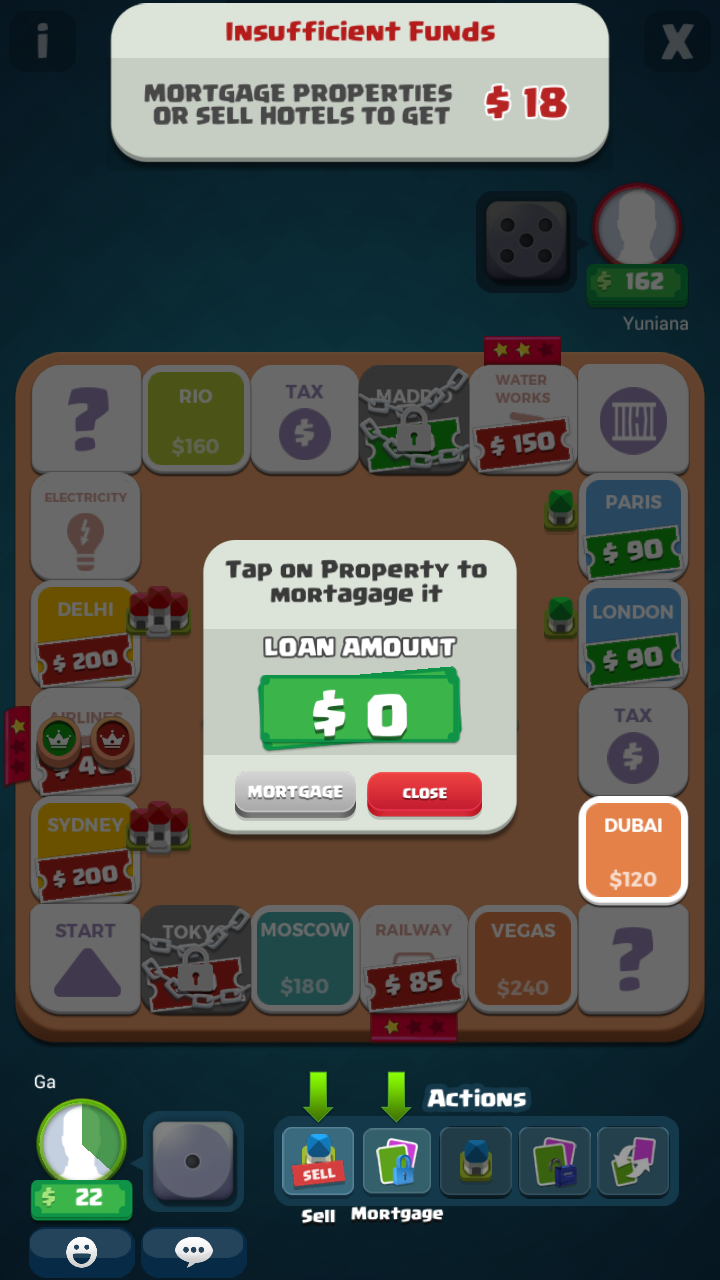 i
Insufficient Funds
X
MORTGAGE PROPERTIES
OR SELL HOTELS TO GET
$ 18
$ 162
Yuniana
?
RIO
$160
TAX
$
WATER
WORKS
$ 150
ELECTRICITY
PARIS
$ 90
DELHI
$ 200
LONDON
$ 90
AIRLINES
TAX
$
SYDNEY
$ 200
DUBAI
$120
Tap on Property to
mortagage it
LOAN AMOUNT
$ 0
MORTGAGE
CLOSE
START
MOSCOW
$180
RAILWAY
$ 85
VEGAS
$240
?
Ga
$ 22
Actions
SELL
Sell
Mortgage